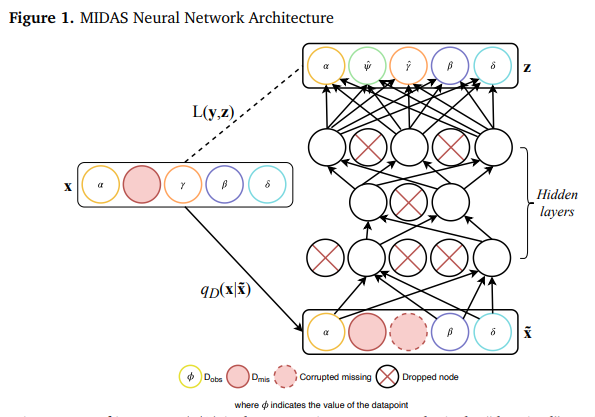 Figure 1. MIDAS Neural Network Architecture
α ψ̂ γ̂ β δ z
L(y,z)
x α γ β δ
Hidden
layers
q_D(x|x̃)
α β δ x̃
ϕ D_obs D_mis Corrupted missing Dropped node
where ϕ indicates the value of the datapoint